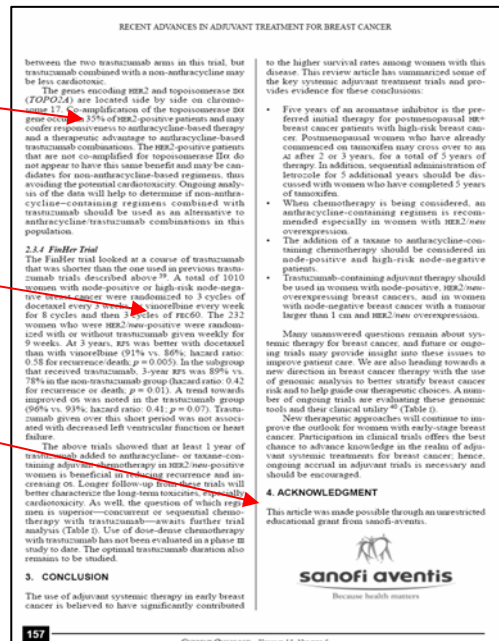 RECENT ADVANCES IN ADJUVANT TREATMENT FOR BREAST CANCER
between the two trastuzumab arms in this trial, but
trastuzumab combined with a non-anthracycline may
be less cardiotoxic.
The genes encoding HER2 and topoisomerase IIα
(TOPO2A) are located side by side on chromo-
some 17. Co-amplification of the topoisomerase IIα
gene occurs in 35% of HER2-positive patients and may
confer responsiveness to anthracycline-based therapy
and a therapeutic advantage to anthracycline-based
trastuzumab combinations. The HER2-positive patients
that are not co-amplified for topoisomerase IIα do
not appear to have this same benefit and may be can-
didates for non-anthracycline-based regimens, thus
avoiding the potential cardiotoxicity. Ongoing analy-
sis of the data will help to determine if non-anthra-
cycline–containing regimens combined with
trastuzumab should be used as an alternative to
anthracycline/trastuzumab combinations in this
population.
2.3.4 FinHer Trial
The FinHer trial looked at a course of trastuzumab
that was shorter than the one used in previous trastu-
zumab trials described above 39. A total of 1010
women with node-positive or high-risk node-nega-
tive breast cancer were randomized to 3 cycles of
docetaxel every 3 weeks or vinorelbine every week
for 8 cycles and then 3 cycles of FEC60. The 232
women who were HER2/neu-positive were random-
ized with or without trastuzumab given weekly for
9 weeks. At 3 years, RFS was better with docetaxel
than with vinorelbine (91% vs. 86%; hazard ratio:
0.58 for recurrence/death; p = 0.005). In the subgroup
that received trastuzumab, 3-year RFS was 89% vs.
78% in the non-trastuzumab group (hazard ratio: 0.42
for recurrence or death; p = 0.01). A trend towards
improved OS was noted in the trastuzumab group
(96% vs. 93%; hazard ratio: 0.41; p = 0.07). Trastu-
zumab given over this short period was not associ-
ated with decreased left ventricular function or heart
failure.
The above trials showed that at least 1 year of
trastuzumab added to anthracycline- or taxane-con-
taining adjuvant chemotherapy in HER2/neu-positive
women is beneficial in reducing recurrence and in-
creasing OS. Longer follow-up from these trials will
better characterize the long-term toxicities, especially
cardiotoxicity. As well, the question of which regi-
men is superior—concurrent or sequential chemo-
therapy with trastuzumab—awaits further trial
analysis (Table I). Use of dose-dense chemotherapy
with trastuzumab has not been evaluated in a phase III
study to date. The optimal trastuzumab duration also
remains to be studied.
3. CONCLUSION
The use of adjuvant systemic therapy in early breast
cancer is believed to have significantly contributed
to the higher survival rates among women with this
disease. This review article has summarized some of
the key systemic adjuvant treatment trials and pro-
vides evidence for these conclusions:
• Five years of an aromatase inhibitor is the pre-
ferred initial therapy for postmenopausal HR+
breast cancer patients with high-risk breast can-
cer. Postmenopausal women who have already
commenced on tamoxifen may cross over to an
AI after 2 or 3 years, for a total of 5 years of
therapy. In addition, sequential administration of
letrozole for 5 additional years should be dis-
cussed with women who have completed 5 years
of tamoxifen.
• When chemotherapy is being considered, an
anthracycline-containing regimen is recom-
mended especially in women with HER2/neu
overexpression.
• The addition of a taxane to anthracycline-con-
taining chemotherapy should be considered in
node-positive and high-risk node-negative
patients.
• Trastuzumab-containing adjuvant therapy should
be used in women with node-positive, HER2/neu-
overexpressing breast cancers, and in women
with node-negative breast cancer with a tumour
larger than 1 cm and HER2/neu overexpression.
Many unanswered questions remain about sys-
temic therapy for breast cancer, and future or ongo-
ing trials may provide insight into these issues to
improve patient care. We are also heading towards a
new direction in breast cancer therapy with the use
of genomic analysis to better stratify breast cancer
risk and to help guide our therapeutic choices. A num-
ber of ongoing trials are evaluating these genomic
tools and their clinical utility 40 (Table I).
New therapeutic approaches will continue to im-
prove the outlook for women with early-stage breast
cancer. Participation in clinical trials offers the best
chance to advance knowledge in the realm of adju-
vant systemic treatments for breast cancer; hence,
ongoing accrual in adjuvant trials is necessary and
should be encouraged.
4. ACKNOWLEDGMENT
This article was made possible through an unrestricted
educational grant from sanofi-aventis.
sanofi aventis
Because health matters
157